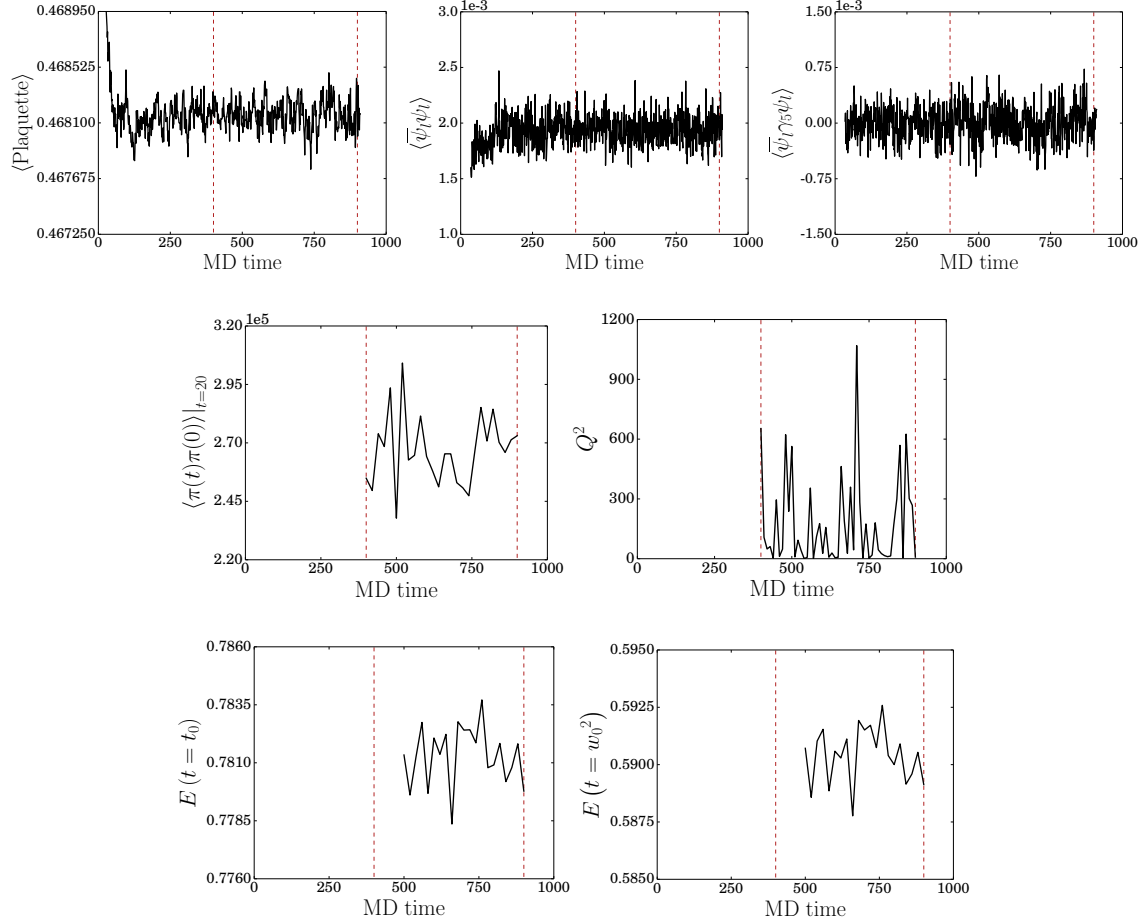 0.468950
0.468525
0.468100
0.467675
0.467250
⟨Plaquette⟩
0 250 500 750 1000
MD time
1e-3
3.0
2.5
2.0
1.5
1.0
⟨ψ̅_l ψ_l⟩
0 250 500 750 1000
MD time
1e-3
1.50
0.75
0.00
-0.75
-1.50
⟨ψ̅_l γ_5 ψ_l⟩
0 250 500 750 1000
MD time
1e5
3.20
2.95
2.70
2.45
2.20
⟨π(t)π(0)⟩|_{t=20}
0 250 500 750 1000
MD time
1200
900
600
300
0
Q²
0 250 500 750 1000
MD time
0.7860
0.7835
0.7810
0.7785
0.7760
E (t = t₀)
0 250 500 750 1000
MD time
0.5950
0.5925
0.5900
0.5875
0.5850
E (t = w₀²)
0 250 500 750 1000
MD time